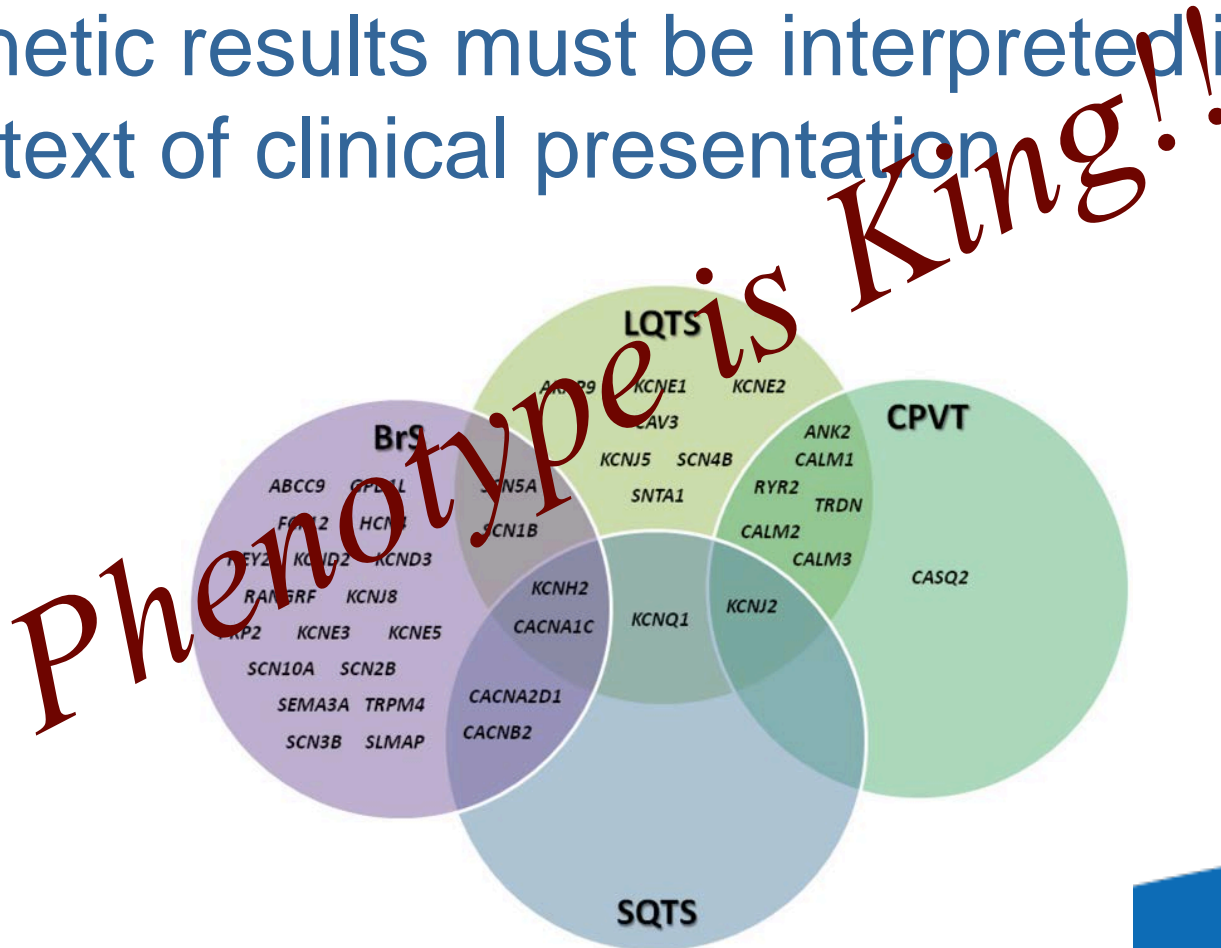 netic results must be interpreted i
text of clinical presentation
Phenotype is King!!
LQTS
KCNE1 KCNE2
CAV3
KCNJ5 SCN4B
SNTA1
CPVT
ANK2
CALM1
RYR2
TRDN
CALM2
CALM3
CASQ2
BrS
ABCC9
SCN5A
HCN4
SCN1B
KCND2 KCND3
RANGRF KCNJ8
KCNE3 KCNE5
SCN10A SCN2B
SEMA3A TRPM4
SCN3B SLMAP
KCNH2
CACNA1C
KCNQ1
KCNJ2
CACNA2D1
CACNB2
SQTS